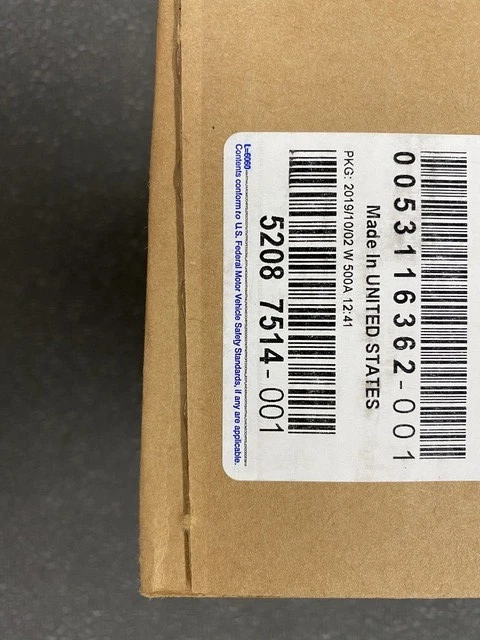 0053116362-001
Made In UNITED STATES
PKG: 2019/10/02 W 500A 12:41
5208 7514-001
L-6060
Contents conform to U.S. Federal Motor Vehicle Safety Standards, if any are applicable.